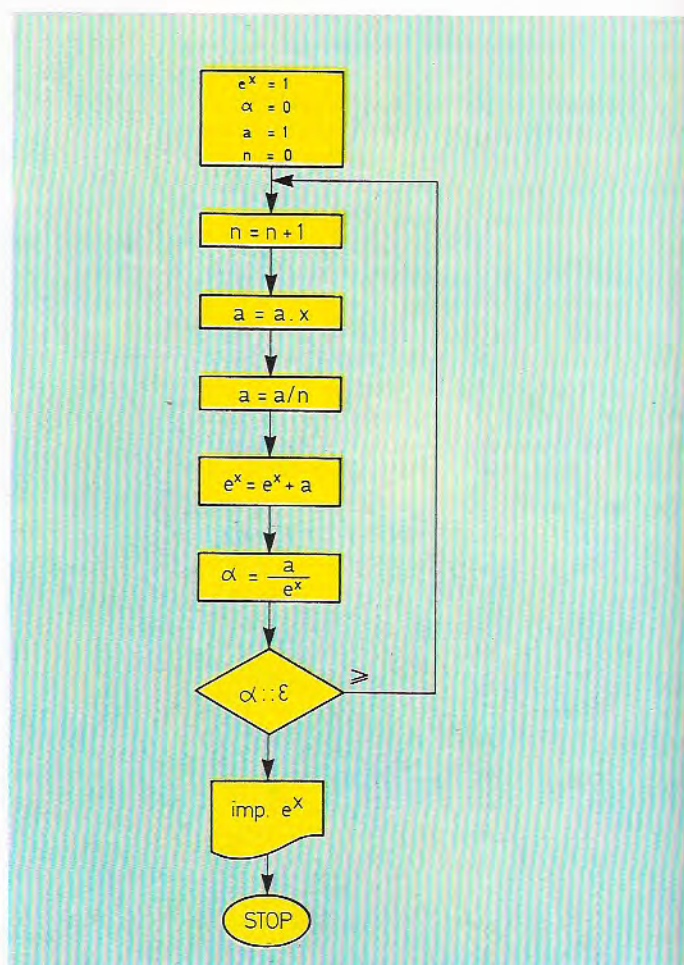 eˣ = 1
α = 0
a = 1
n = 0
n = n + 1
a = a . x
a = a/n
eˣ = eˣ + a
α = a/eˣ
α :: ε
⩾
imp. eˣ
STOP